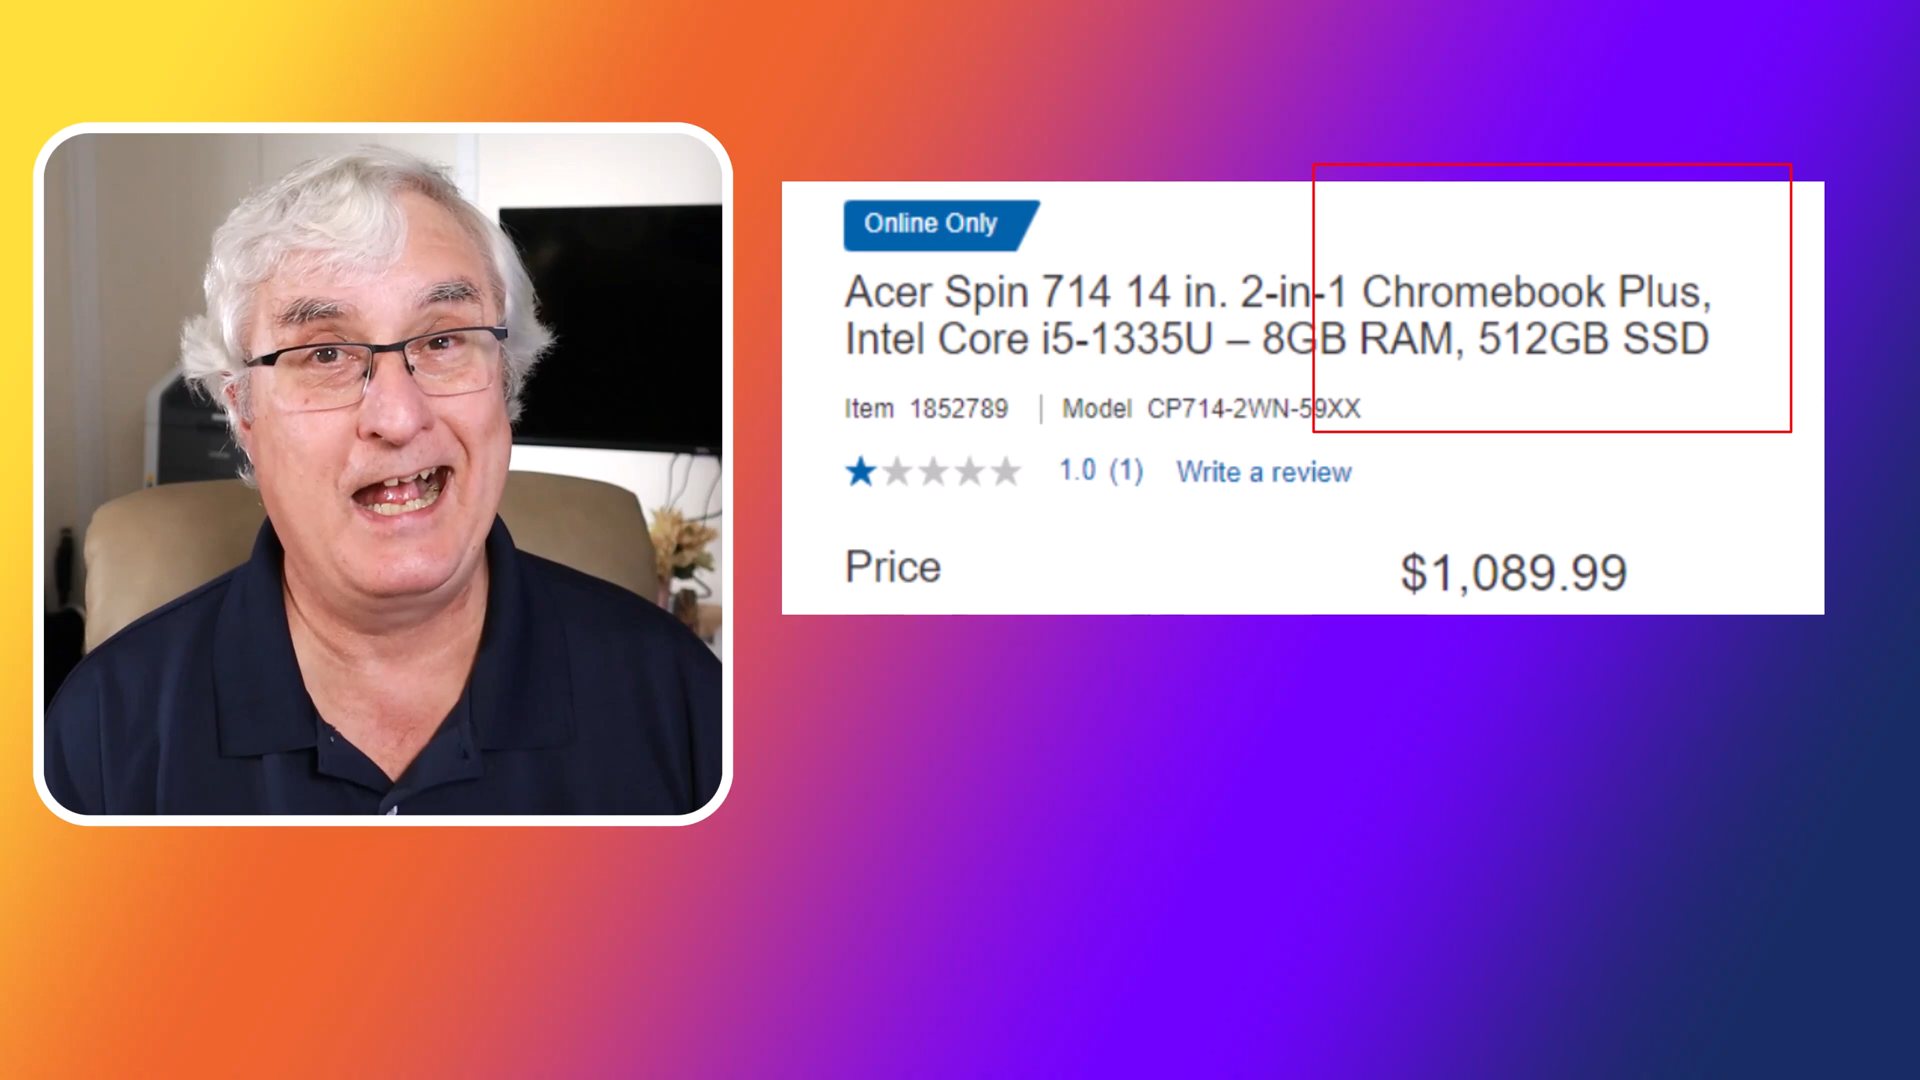 Online Only
Acer Spin 714 14 in. 2-in-1 Chromebook Plus,
Intel Core i5-1335U – 8GB RAM, 512GB SSD
Item 1852789 | Model CP714-2WN-59XX
1.0 (1) Write a review
Price $1,089.99